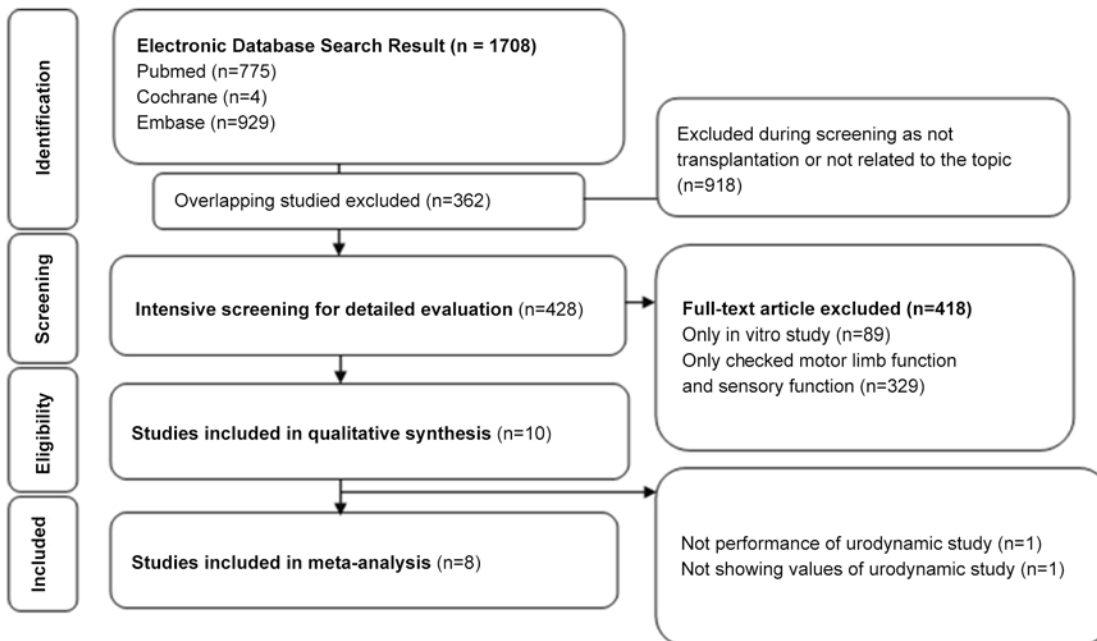 Identification
Electronic Database Search Result (n = 1708)
Pubmed (n=775)
Cochrane (n=4)
Embase (n=929)
Excluded during screening as not
transplantation or not related to the topic
(n=918)
Overlapping studied excluded (n=362)
Screening
Intensive screening for detailed evaluation (n=428)
Full-text article excluded (n=418)
Only in vitro study (n=89)
Only checked motor limb function
and sensory function (n=329)
Eligibility
Studies included in qualitative synthesis (n=10)
Included
Studies included in meta-analysis (n=8)
Not performance of urodynamic study (n=1)
Not showing values of urodynamic study (n=1)